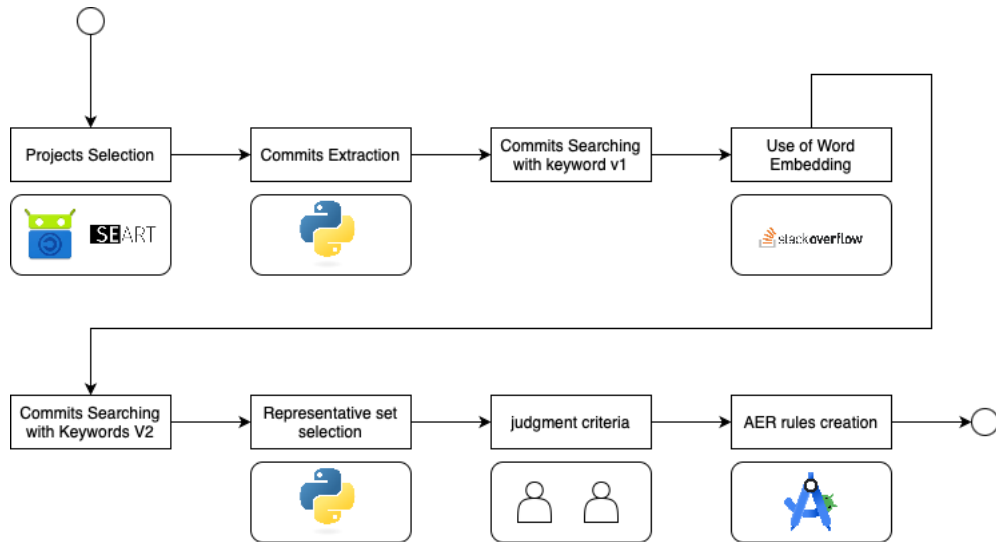 Projects Selection
Commits Extraction
Commits Searching
with keyword v1
Use of Word
Embedding
SEART
stackoverflow
Commits Searching
with Keywords V2
Representative set
selection
judgment criteria
AER rules creation